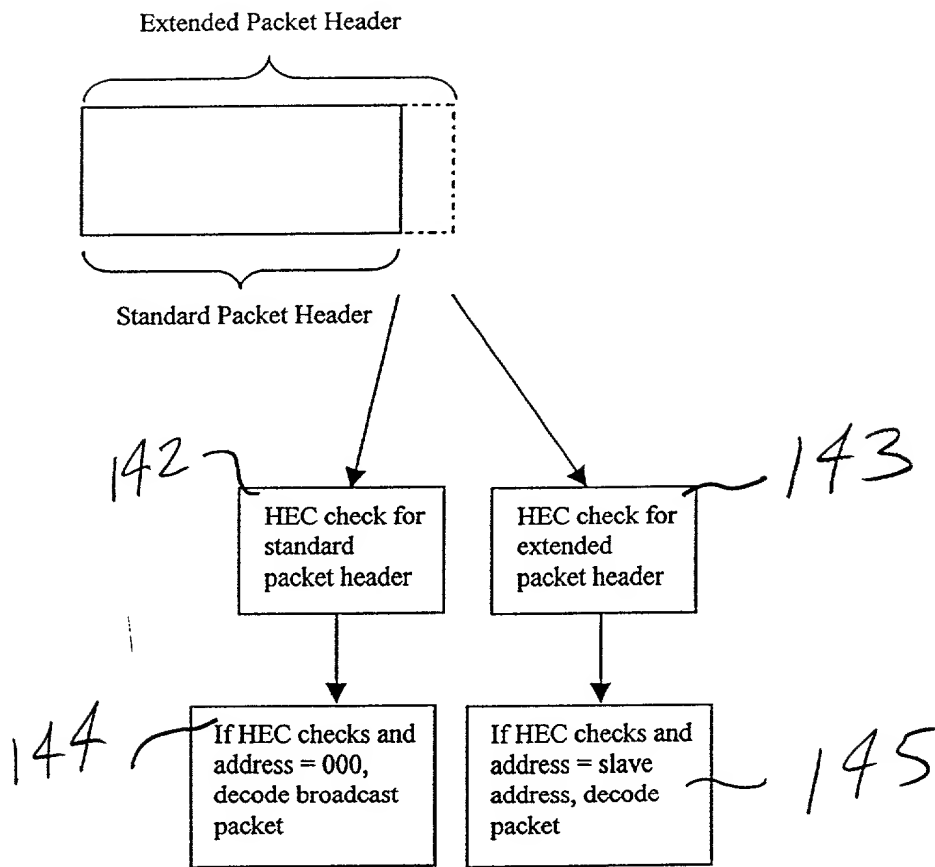 Extended Packet Header
Standard Packet Header
142
HEC check for
standard
packet header
HEC check for
extended
packet header
143
144
If HEC checks and
address = 000,
decode broadcast
packet
If HEC checks and
address = slave
address, decode
packet
145